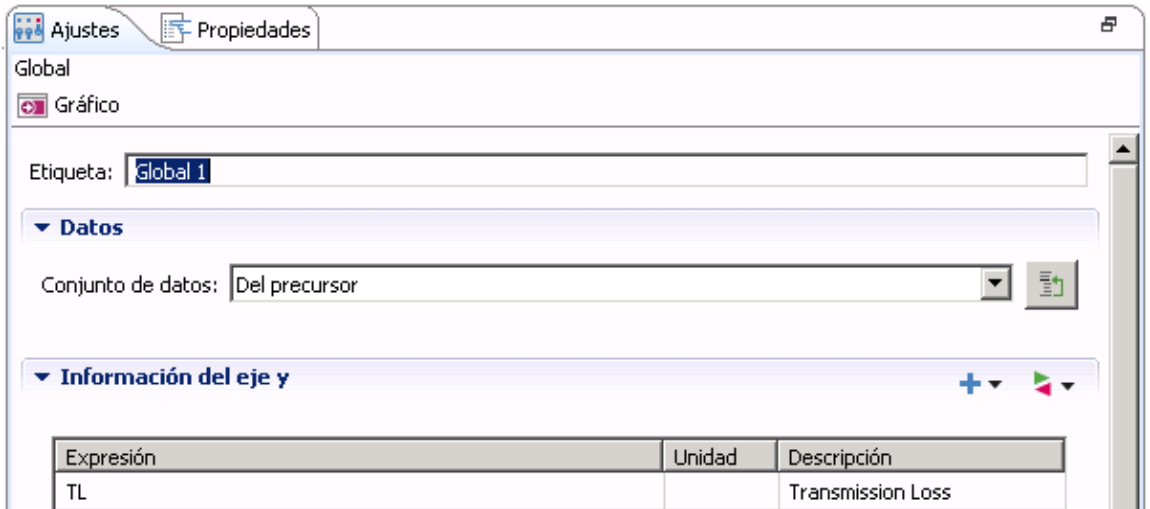 Ajustes Propiedades
Global
Gráfico
Etiqueta: Global 1
Datos
Conjunto de datos: Del precursor
Información del eje y
Expresión Unidad Descripción
TL Transmission Loss